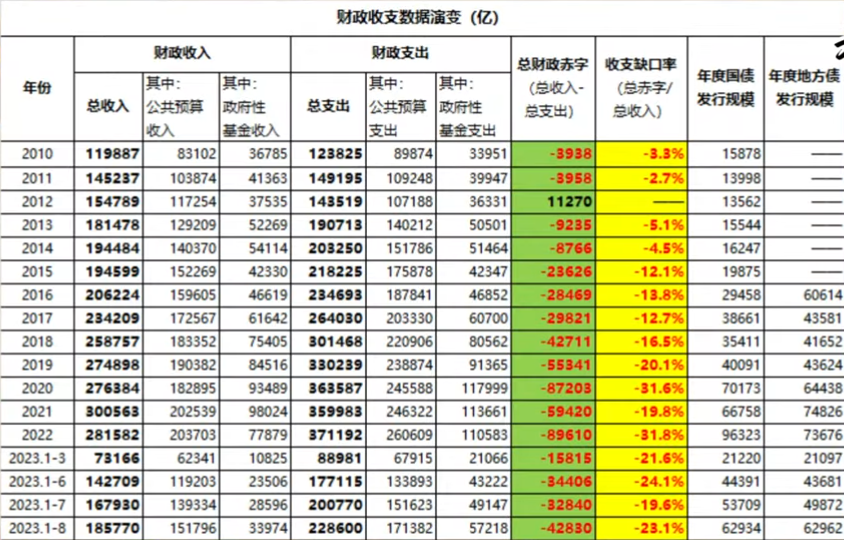 财政收支数据演变（亿）
年份 财政收入 财政支出 总财政赤字（总收入-总支出） 收支缺口率（总赤字/总收入） 年度国债发行规模 年度地方债发行规模
总收入 其中：公共预算收入 其中：政府性基金收入 总支出 其中：公共预算支出 其中：政府性基金支出
2010 119887 83102 36785 123825 89874 33951 -3938 -3.3% 15878 ——
2011 145237 103874 41363 149195 109248 39947 -3958 -2.7% 13998 ——
2012 154789 117254 37535 143519 107188 36331 11270 —— 13562 ——
2013 181478 129209 52269 190713 140212 50501 -9235 -5.1% 15544 ——
2014 194484 140370 54114 203250 151786 51464 -8766 -4.5% 16247 ——
2015 194599 152269 42330 218225 175878 42347 -23626 -12.1% 19875 ——
2016 206224 159605 46619 234693 187841 46852 -28469 -13.8% 29458 60614
2017 234209 172567 61642 264030 203330 60700 -29821 -12.7% 38661 43581
2018 258757 183352 75405 301468 220906 80562 -42711 -16.5% 35411 41652
2019 274898 190382 84516 330239 238874 91365 -55341 -20.1% 40091 43624
2020 276384 182895 93489 363587 245588 117999 -87203 -31.6% 70173 64438
2021 300563 202539 98024 359983 246322 113661 -59420 -19.8% 66758 74826
2022 281582 203703 77879 371192 260609 110583 -89610 -31.8% 96323 73676
2023.1-3 73166 62341 10825 88981 67915 21066 -15815 -21.6% 21220 21097
2023.1-6 142709 119203 23506 177115 133893 43222 -34406 -24.1% 44391 43681
2023.1-7 167930 139334 28596 200770 151623 49147 -32840 -19.6% 53709 49872
2023.1-8 185770 151796 33974 228600 171382 57218 -42830 -23.1% 62934 62962